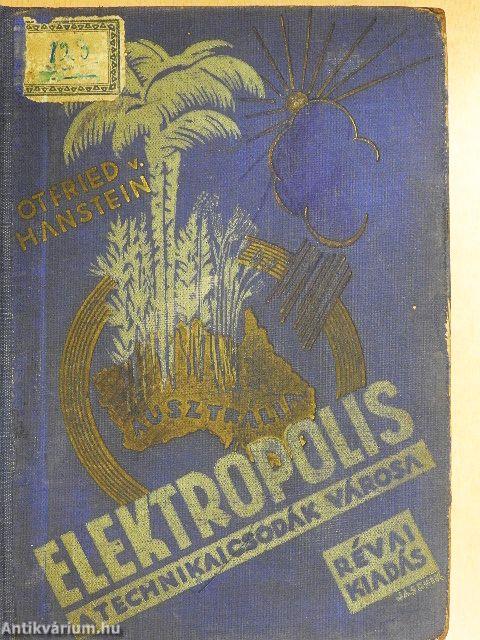 OTFRIED v.
HANSTEIN
AUSZTRÁLIA
ELEKTROPOLIS
A TECHNIKAI CSODÁK VÁROSA
RÉVAI
KIADÁS
Antikvárium.hu